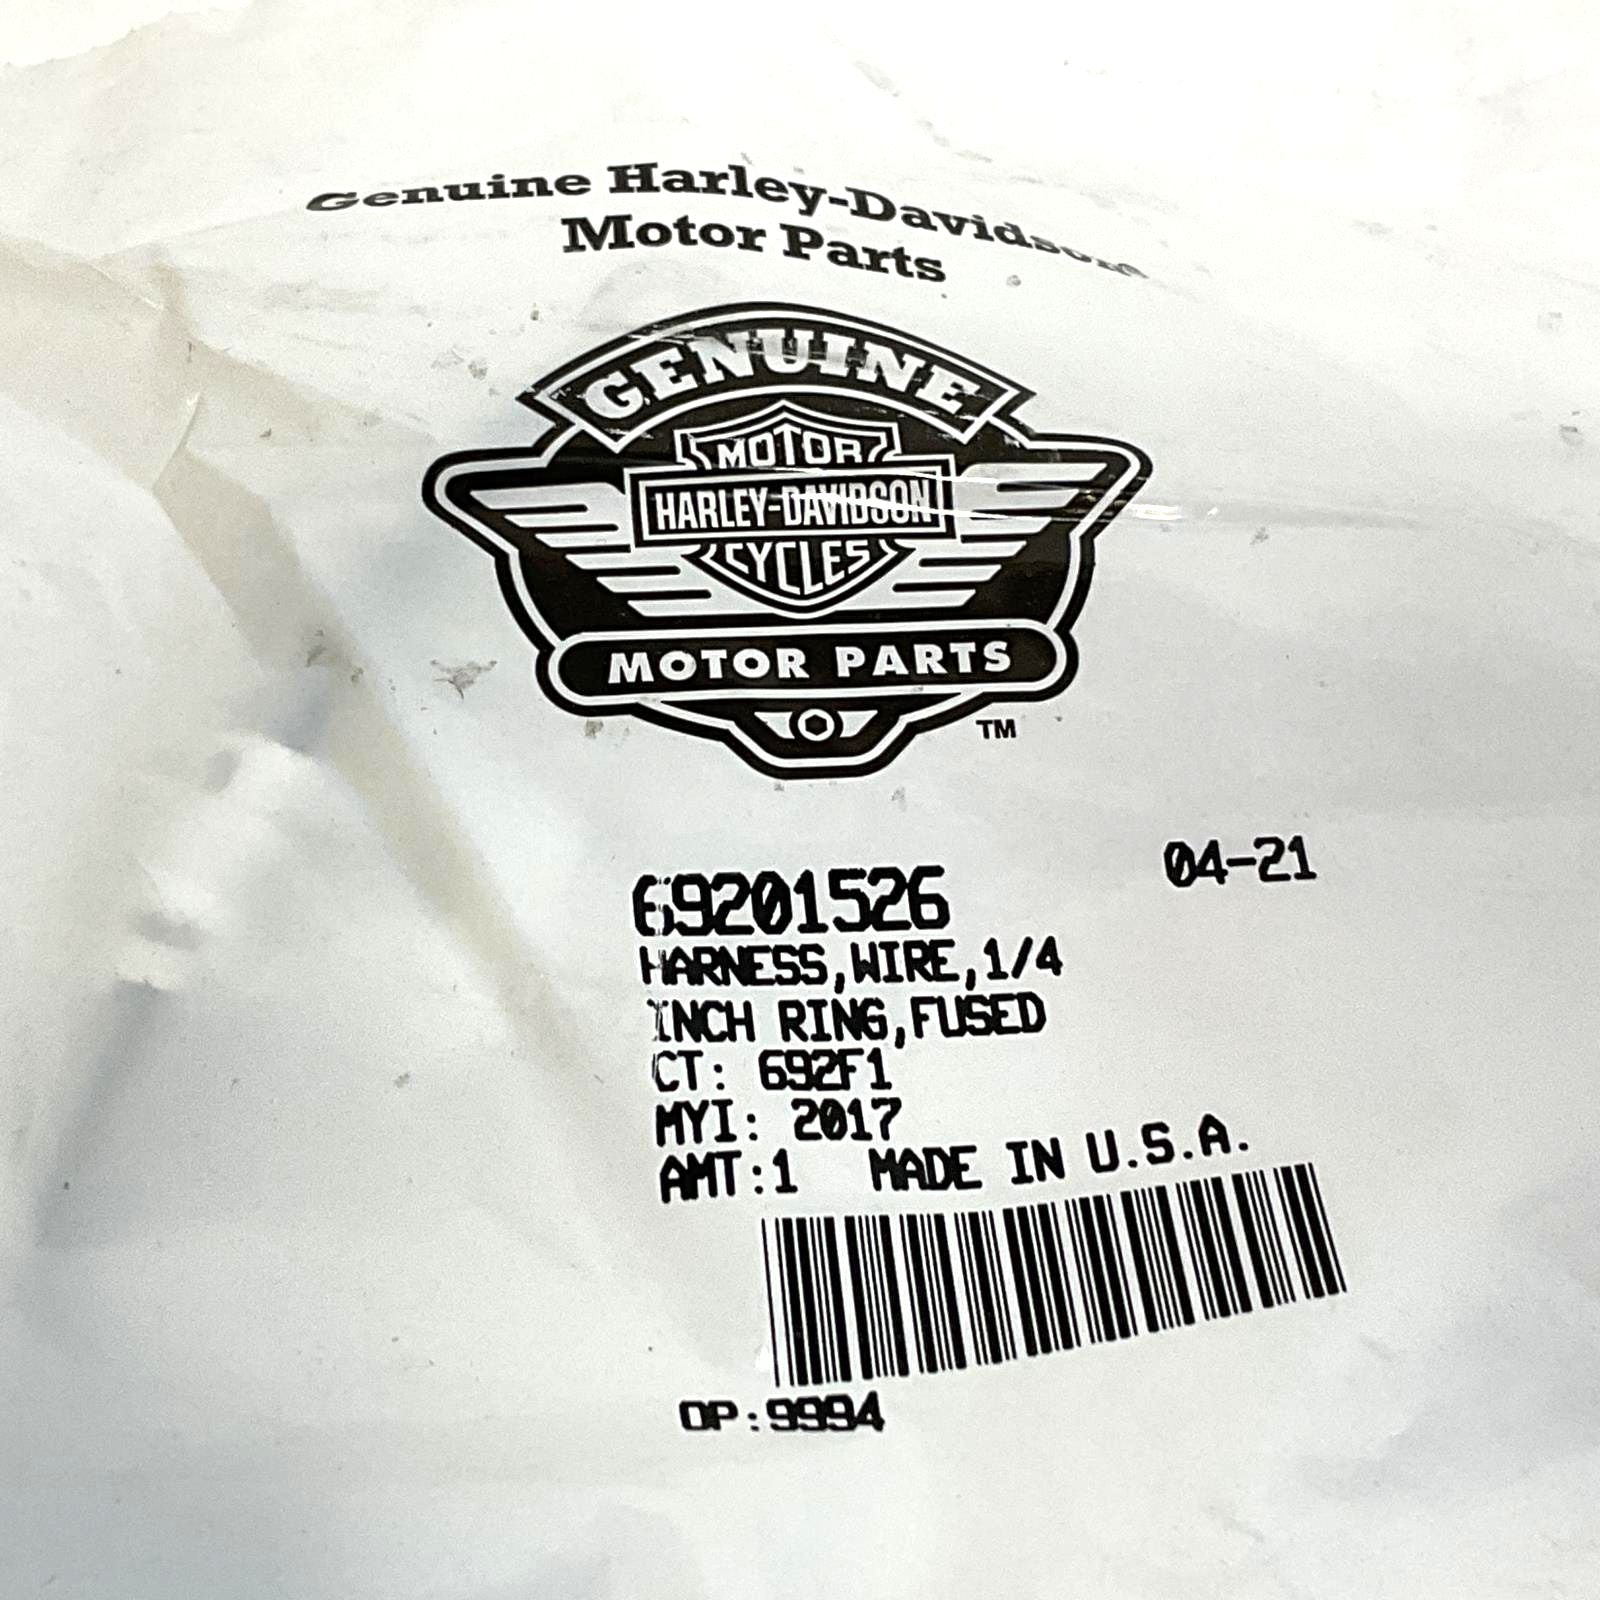 Genuine Harley-Davidson
Motor Parts
GENUINE
MOTOR
HARLEY-DAVIDSON
CYCLES
MOTOR PARTS
TM
04-21
69201526
HARNESS,WIRE,1/4
INCH RING,FUSED
CT: 692F1
MYI: 2017
AMT:1 MADE IN U.S.A.
OP:9994